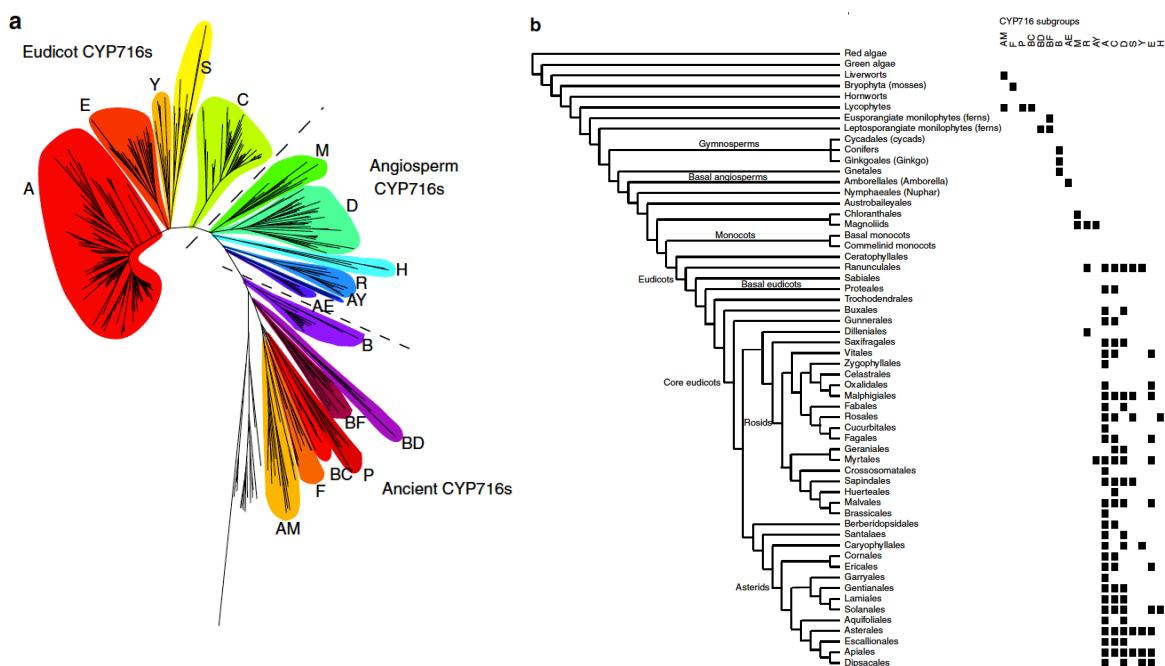 a
Eudicot CYP716s
S
Y
E
C
M
Angiosperm
CYP716s
A
D
H
R
AY
AE
B
BF
BD
BC
P
F
Ancient CYP716s
AM
b
CYP716 subgroups
AM F P BC BD BF B AE M R AY A C D S Y E H
Red algae
Green algae
Liverworts
Bryophyta (mosses)
Hornworts
Lycophytes
Eusporangiate monilophytes (ferns)
Leptosporangiate monilophytes (ferns)
Cycadales (cycads)
Gymnosperms
Conifers
Ginkgoales (Ginkgo)
Gnetales
Basal angiosperms
Amborellales (Amborella)
Nymphaeales (Nuphar)
Austrobaileyales
Chloranthales
Magnoliids
Monocots
Basal monocots
Commelinid monocots
Ceratophyllales
Ranunculales
Eudicots
Sabiales
Basal eudicots
Proteales
Trochodendrales
Buxales
Gunnerales
Dilleniales
Saxifragales
Vitales
Zygophyllales
Celastrales
Core eudicots
Oxalidales
Malphigiales
Fabales
Rosales
Rosids
Cucurbitales
Fagales
Geraniales
Myrtales
Crossosomatales
Sapindales
Huerteales
Malvales
Brassicales
Berberidopsidales
Santalaes
Caryophyllales
Cornales
Ericales
Garryales
Asterids
Gentianales
Lamiales
Solanales
Aquifoliales
Asterales
Escallionales
Apiales
Dipsacales